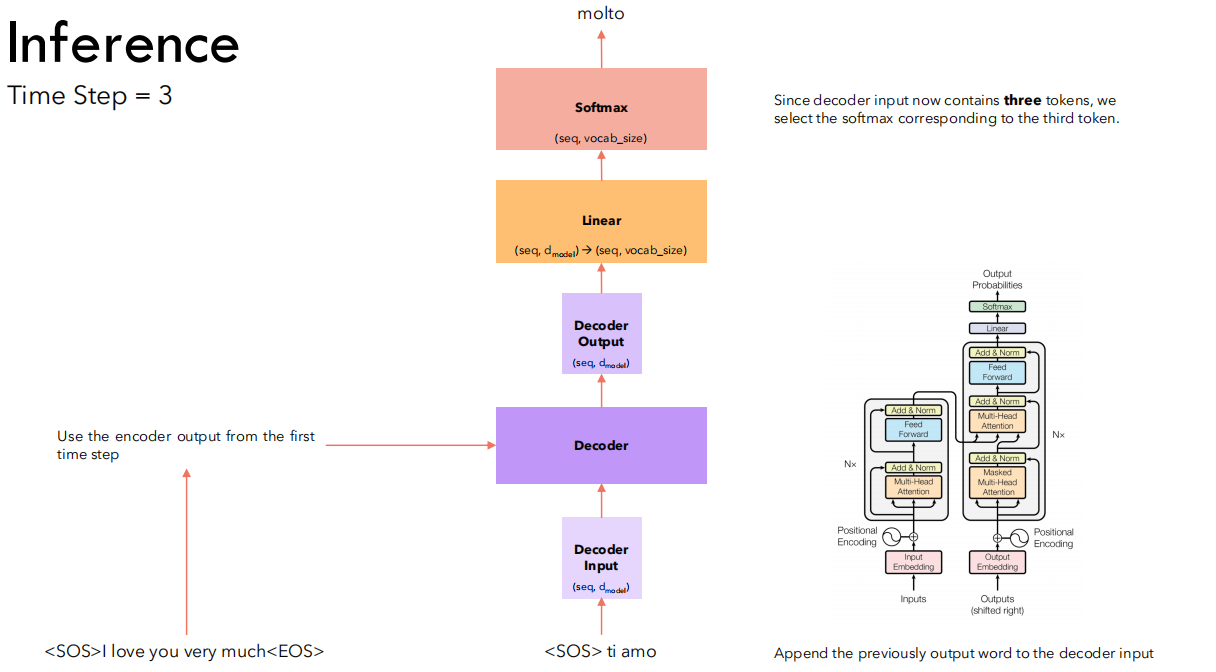 Inference
Time Step = 3
molto
Softmax
(seq, vocab_size)
Since decoder input now contains three tokens, we
select the softmax corresponding to the third token.
Linear
(seq, dmodel) → (seq, vocab_size)
Decoder
Output
(seq, dmodel)
Use the encoder output from the first
time step
Decoder
Decoder
Input
(seq, dmodel)
<SOS>I love you very much<EOS>
<SOS> ti amo
Output
Probabilities
Softmax
Linear
Add & Norm
Feed
Forward
Add & Norm
Multi-Head
Attention
Add & Norm
Masked
Multi-Head
Attention
Nx
Add & Norm
Feed
Forward
Add & Norm
Multi-Head
Attention
Nx
Positional
Encoding
Positional
Encoding
Input
Embedding
Output
Embedding
Inputs
Outputs
(shifted right)
Append the previously output word to the decoder input